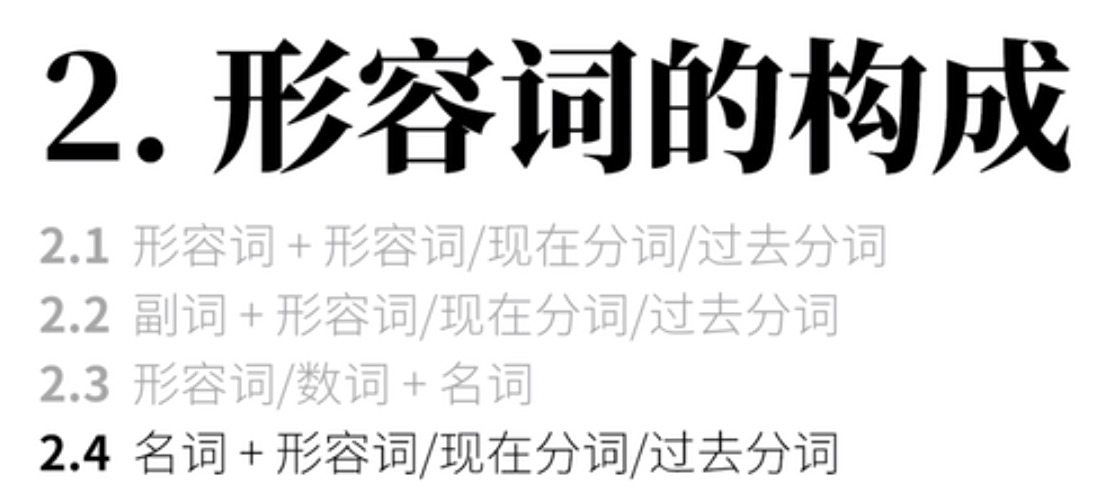 2. 形容词的构成
2.1 形容词 + 形容词/现在分词/过去分词
2.2 副词 + 形容词/现在分词/过去分词
2.3 形容词/数词 + 名词
2.4 名词 + 形容词/现在分词/过去分词